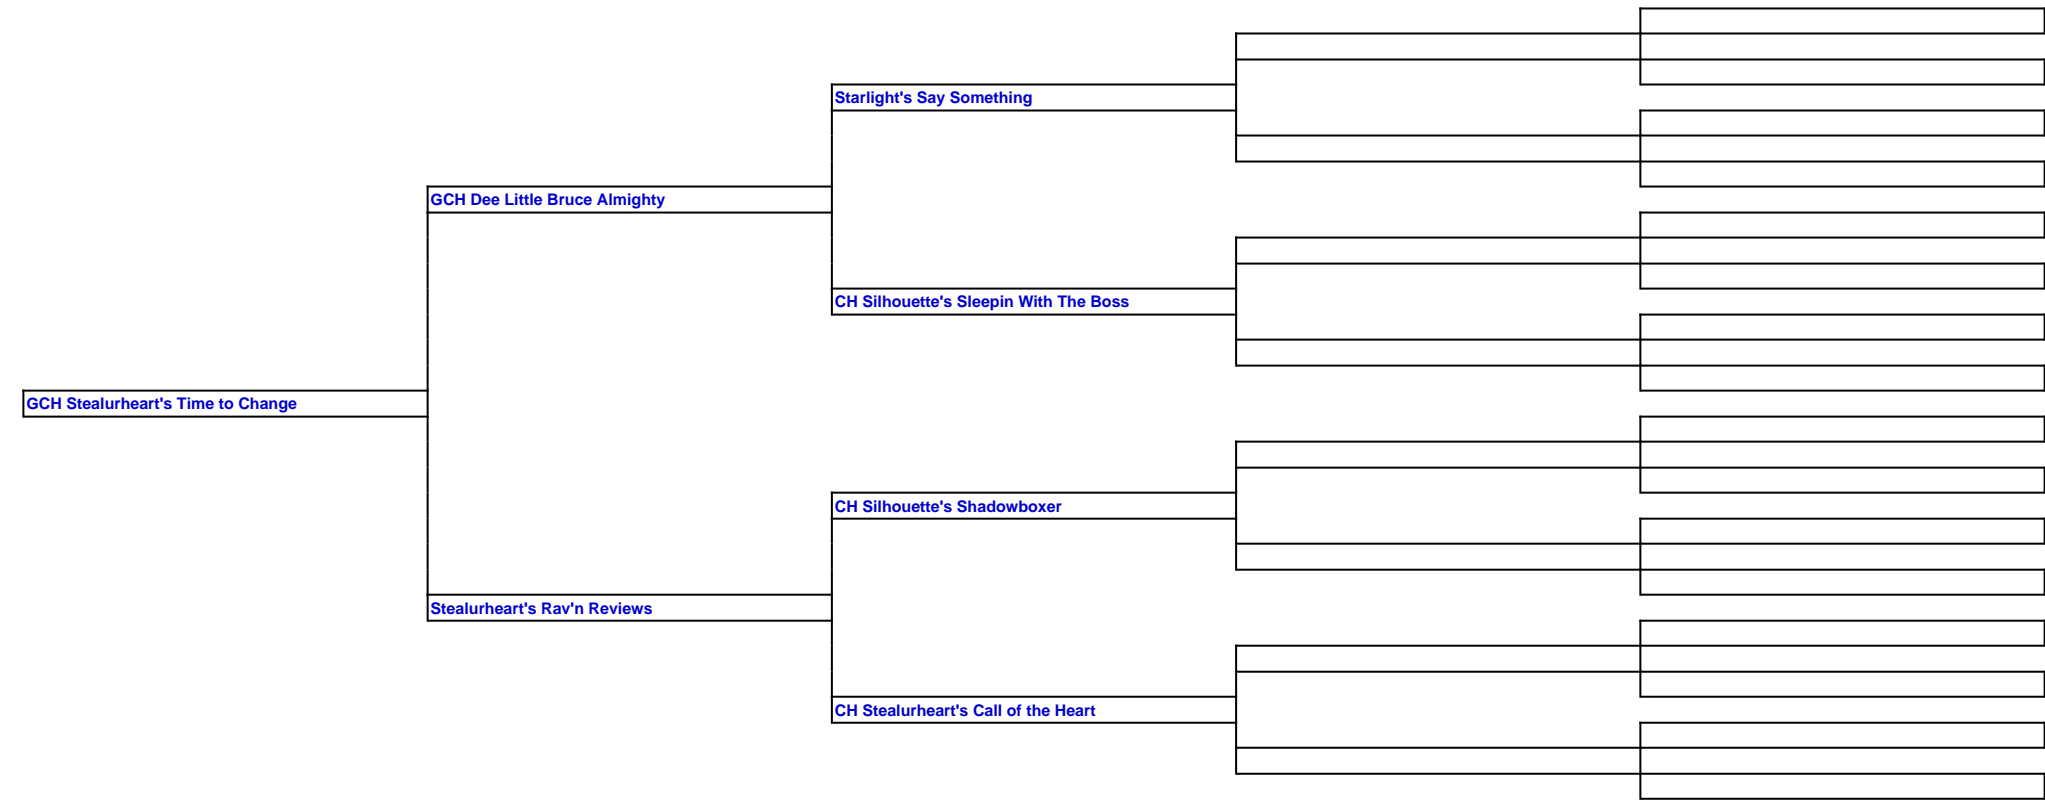 Starlight's Say Something
GCH Dee Little Bruce Almighty
CH Silhouette's Sleepin With The Boss
GCH Stealurheart's Time to Change
CH Silhouette's Shadowboxer
Stealurheart's Rav'n Reviews
CH Stealurheart's Call of the Heart